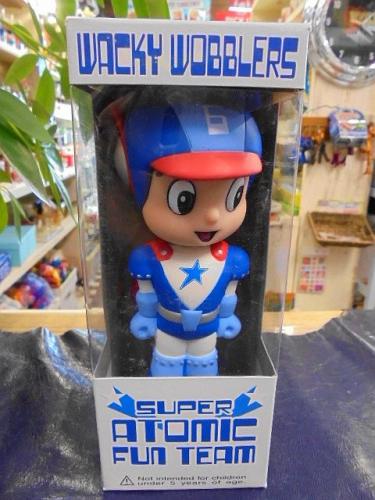 WACKY WOBBLERS
SUPER
ATOMIC
FUN TEAM
Not intended for children
under 5 years of age.